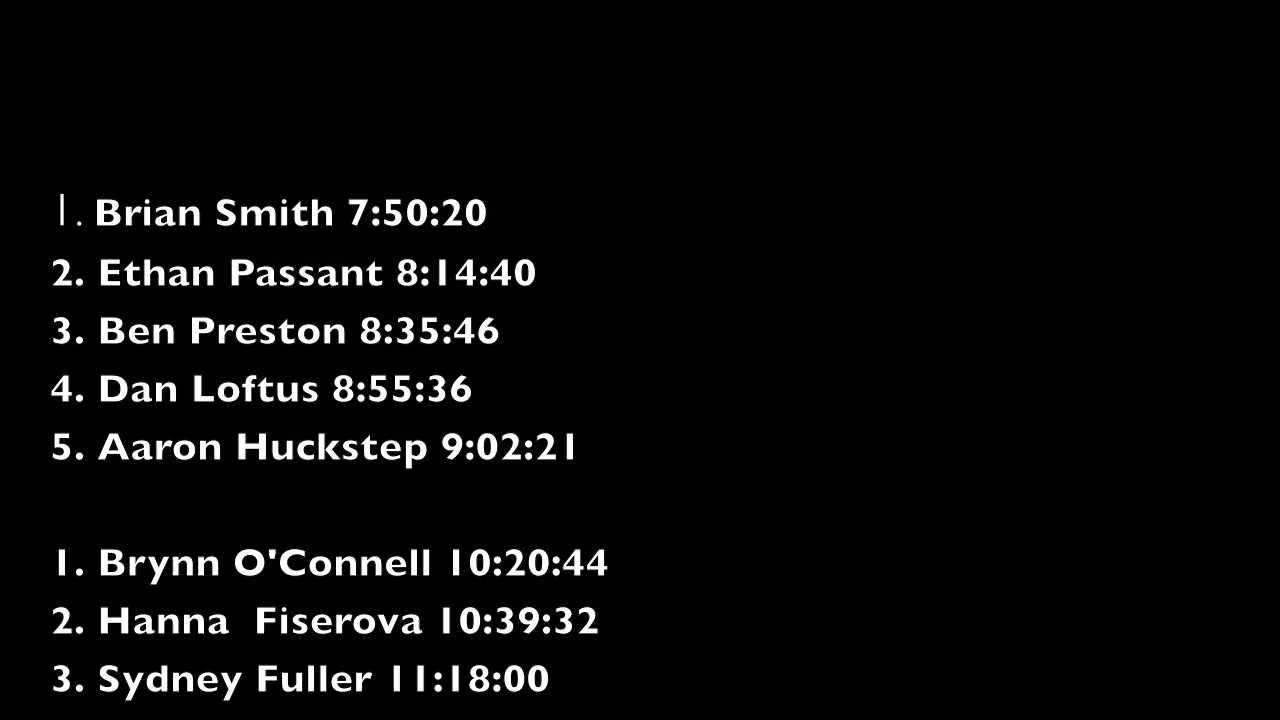 1. Brian Smith 7:50:20
2. Ethan Passant 8:14:40
3. Ben Preston 8:35:46
4. Dan Loftus 8:55:36
5. Aaron Huckstep 9:02:21
1. Brynn O'Connell 10:20:44
2. Hanna  Fiserova 10:39:32
3. Sydney Fuller 11:18:00